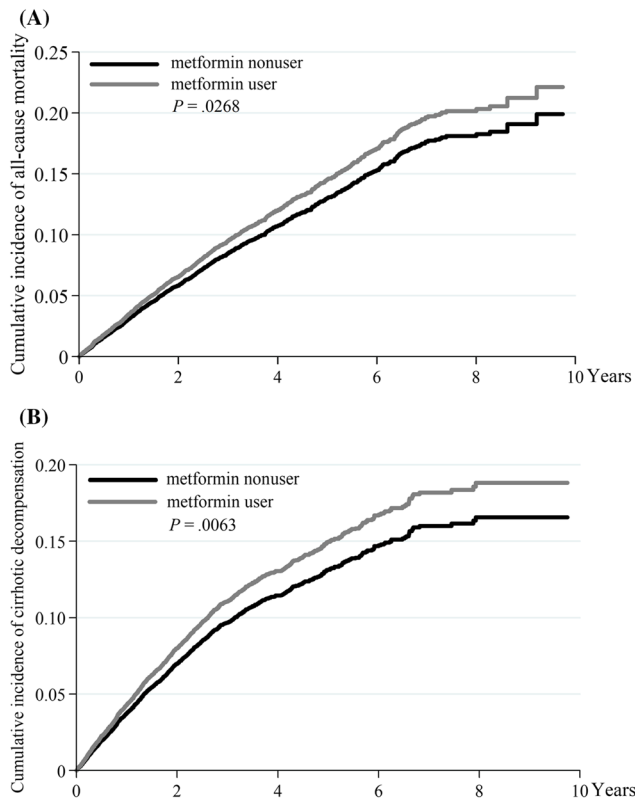 (A)
Cumulative incidence of all-cause mortality
0.25
0.20
0.15
0.10
0.05
0
metformin nonuser
metformin user
P = .0268
0 2 4 6 8 10 Years
(B)
Cumulative incidence of cirrhotic decompensation
0.20
0.15
0.10
0.05
0
metformin nonuser
metformin user
P = .0063
0 2 4 6 8 10 Years